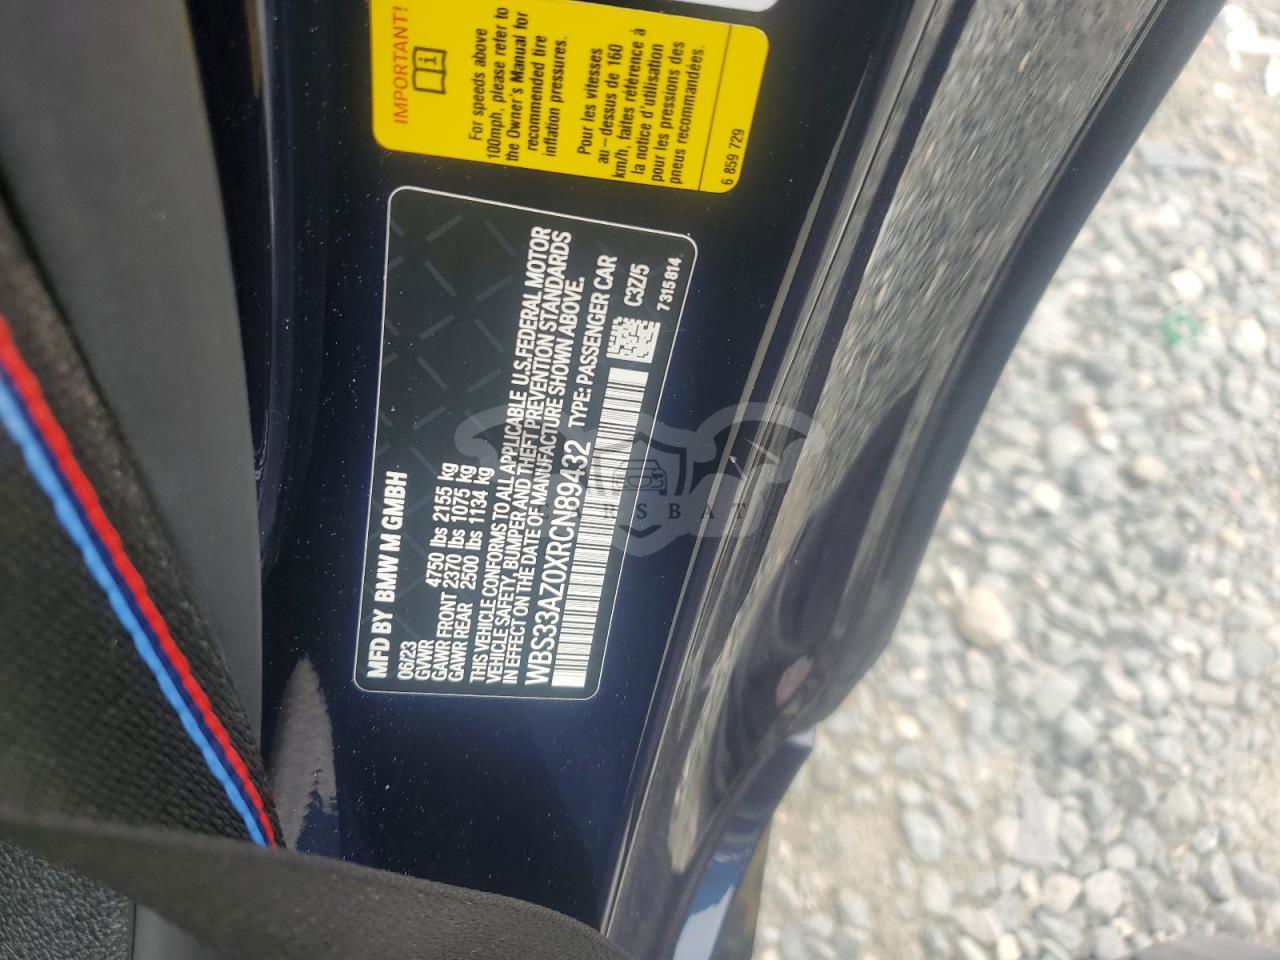 IMPORTANT!
For speeds above
100mph, please refer to
the Owner's Manual for
recommended tire
inflation pressures.
Pour les vitesses
au-dessus de 160
km/h, faites référence à
la notice d'utilisation
pour les pressions des
pneus recommandées.
6 859 729
MFD BY BMW M GMBH
06/23
GVWR 4750 lbs 2155 kg
GAWR FRONT 2370 lbs 1075 kg
GAWR REAR 2500 lbs 1134 kg
THIS VEHICLE CONFORMS TO ALL APPLICABLE U.S.FEDERAL MOTOR
VEHICLE SAFETY, BUMPER AND THEFT PREVENTION STANDARDS
IN EFFECT ON THE DATE OF MANUFACTURE SHOWN ABOVE.
WBS33AZ0XRCN89432 TYPE: PASSENGER CAR
C3Z/5
7315814